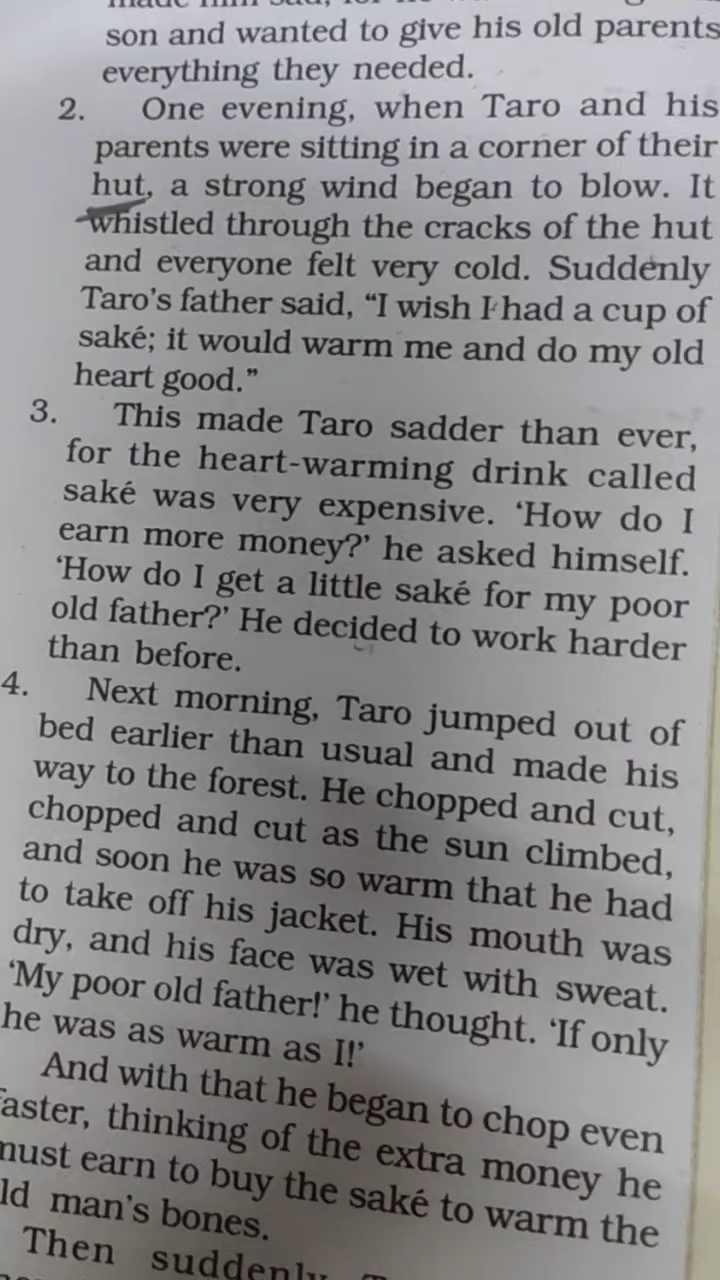 son and wanted to give his old parents
everything they needed.
2. One evening, when Taro and his
parents were sitting in a corner of their
hut, a strong wind began to blow. It
whistled through the cracks of the hut
and everyone felt very cold. Suddenly
Taro's father said, “I wish I had a cup of
saké; it would warm me and do my old
heart good.”
3. This made Taro sadder than ever,
for the heart-warming drink called
saké was very expensive. ‘How do I
earn more money?’ he asked himself.
‘How do I get a little saké for my poor
old father?’ He decided to work harder
than before.
4. Next morning, Taro jumped out of
bed earlier than usual and made his
way to the forest. He chopped and cut,
chopped and cut as the sun climbed,
and soon he was so warm that he had
to take off his jacket. His mouth was
dry, and his face was wet with sweat.
‘My poor old father!’ he thought. ‘If only
he was as warm as I!’
And with that he began to chop even
aster, thinking of the extra money he
must earn to buy the saké to warm the
ld man's bones.
Then suddenly